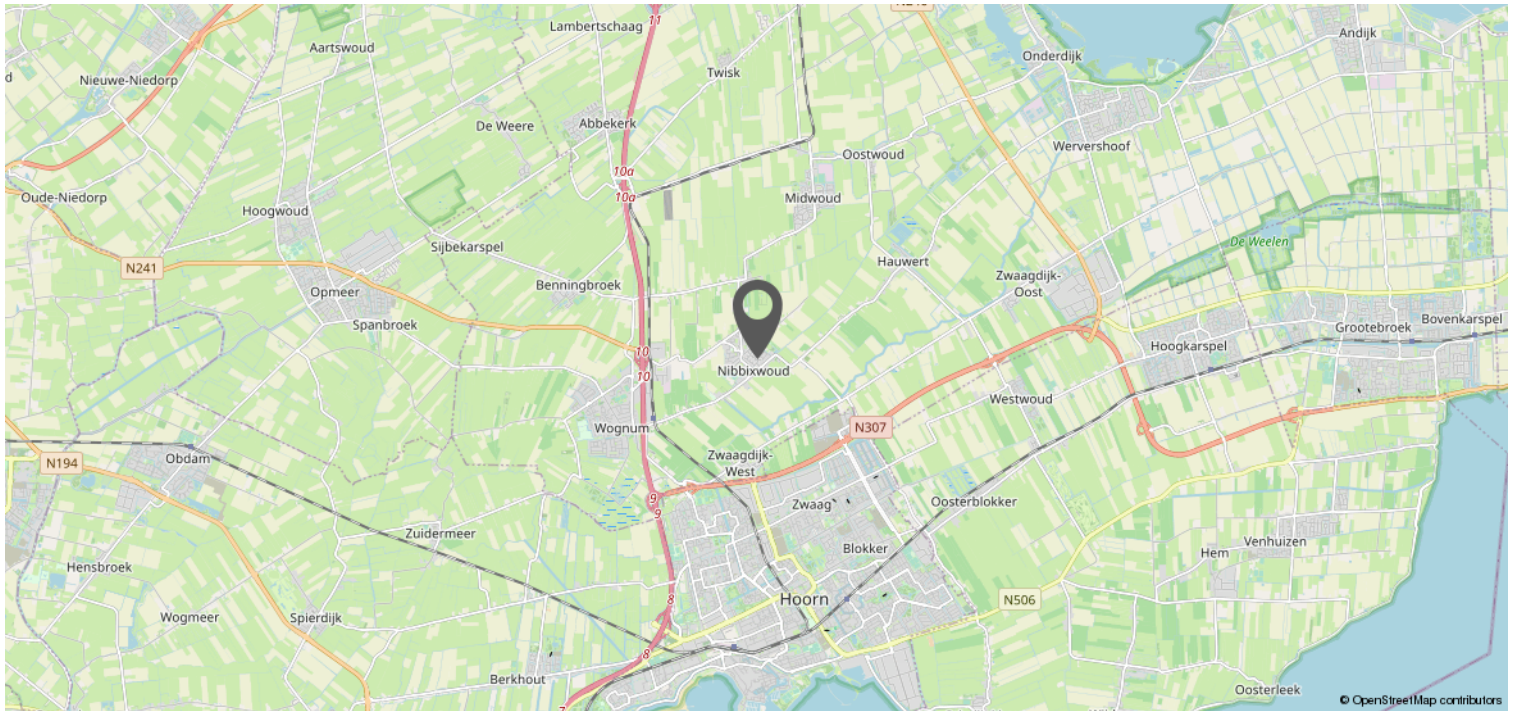 11
Lambertschaag
Andijk
Aartswoud
Onderdijk
Twisk
Nieuwe-Niedorp
d
De Weere
Abbekerk
Wervershoof
Oostwoud
10a
10a
Oude-Niedorp
Midwoud
Hoogwoud
Sijbekarspel
De Weelen
Hauwert
N241
Zwaagdijk-
Oost
Benningbroek
Opmeer
Spanbroek
Bovenkarspel
Grootebroek
Hoogkarspel
10
10
Nibbixwoud
Westwoud
Wognum
N307
Zwaagdijk-
West
Obdam
N194
9
9
Zwaag
Oosterblokker
Zuidermeer
Venhuizen
Blokker
Hem
Hensbroek
8
Hoorn
N506
Wogmeer
Spierdijk
8
Berkhout
Oosterleek
7
© OpenStreetMap contributors